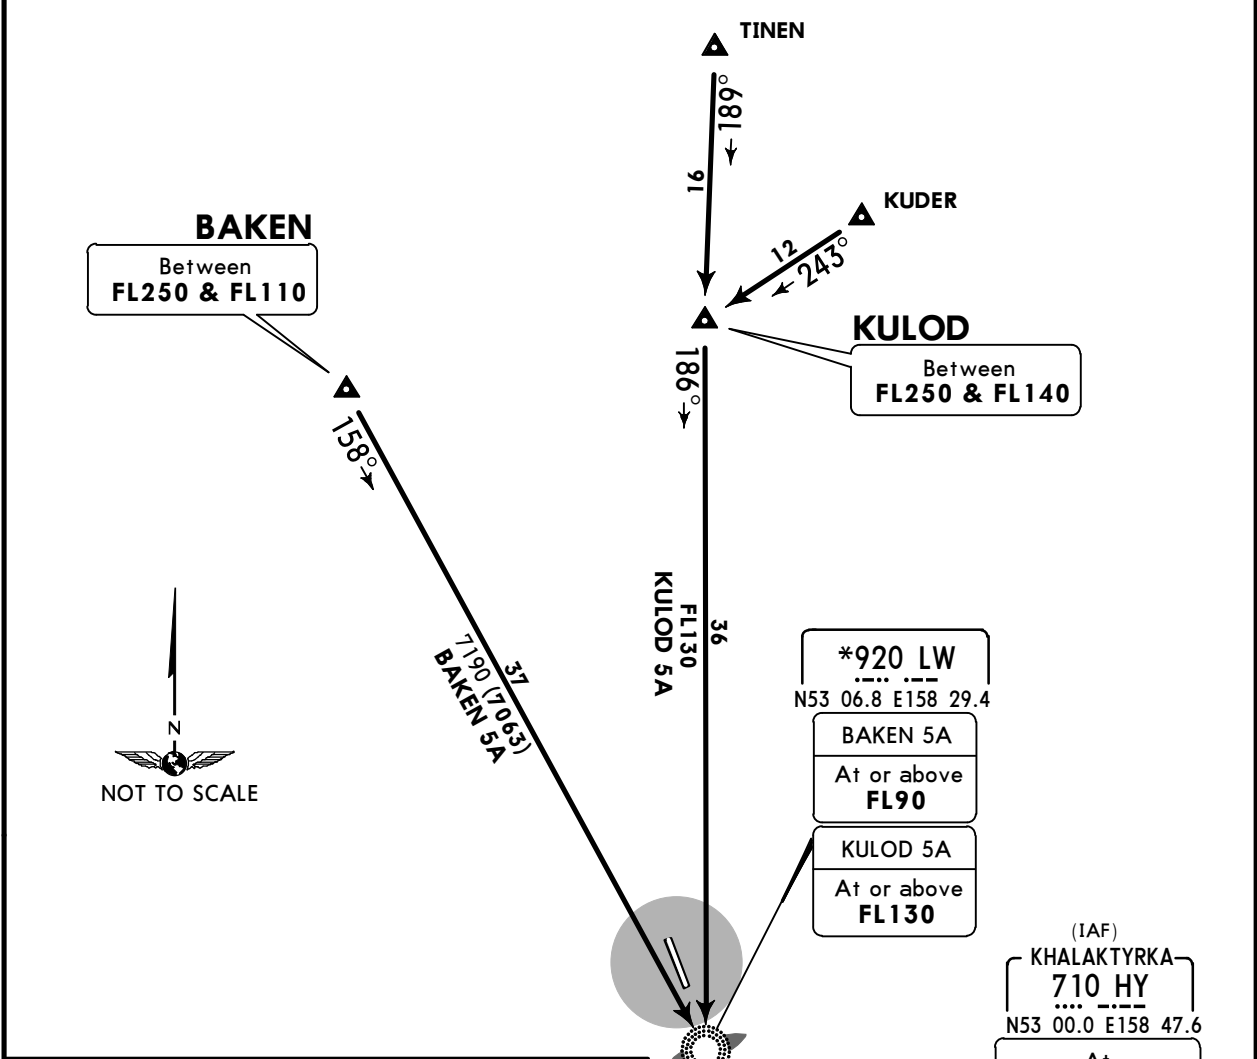 TINEN
189°
16
KUDER
12
243°
BAKEN
Between
FL250 & FL110
KULOD
Between
FL250 & FL140
186°
158°
36
FL130
KULOD 5A
37
7190 (7063)
BAKEN 5A
N
NOT TO SCALE
*920 LW
N53 06.8 E158 29.4
BAKEN 5A
At or above
FL90
KULOD 5A
At or above
FL130
(IAF)
KHALAKTYRKA
710 HY
N53 00.0 E158 47.6
At